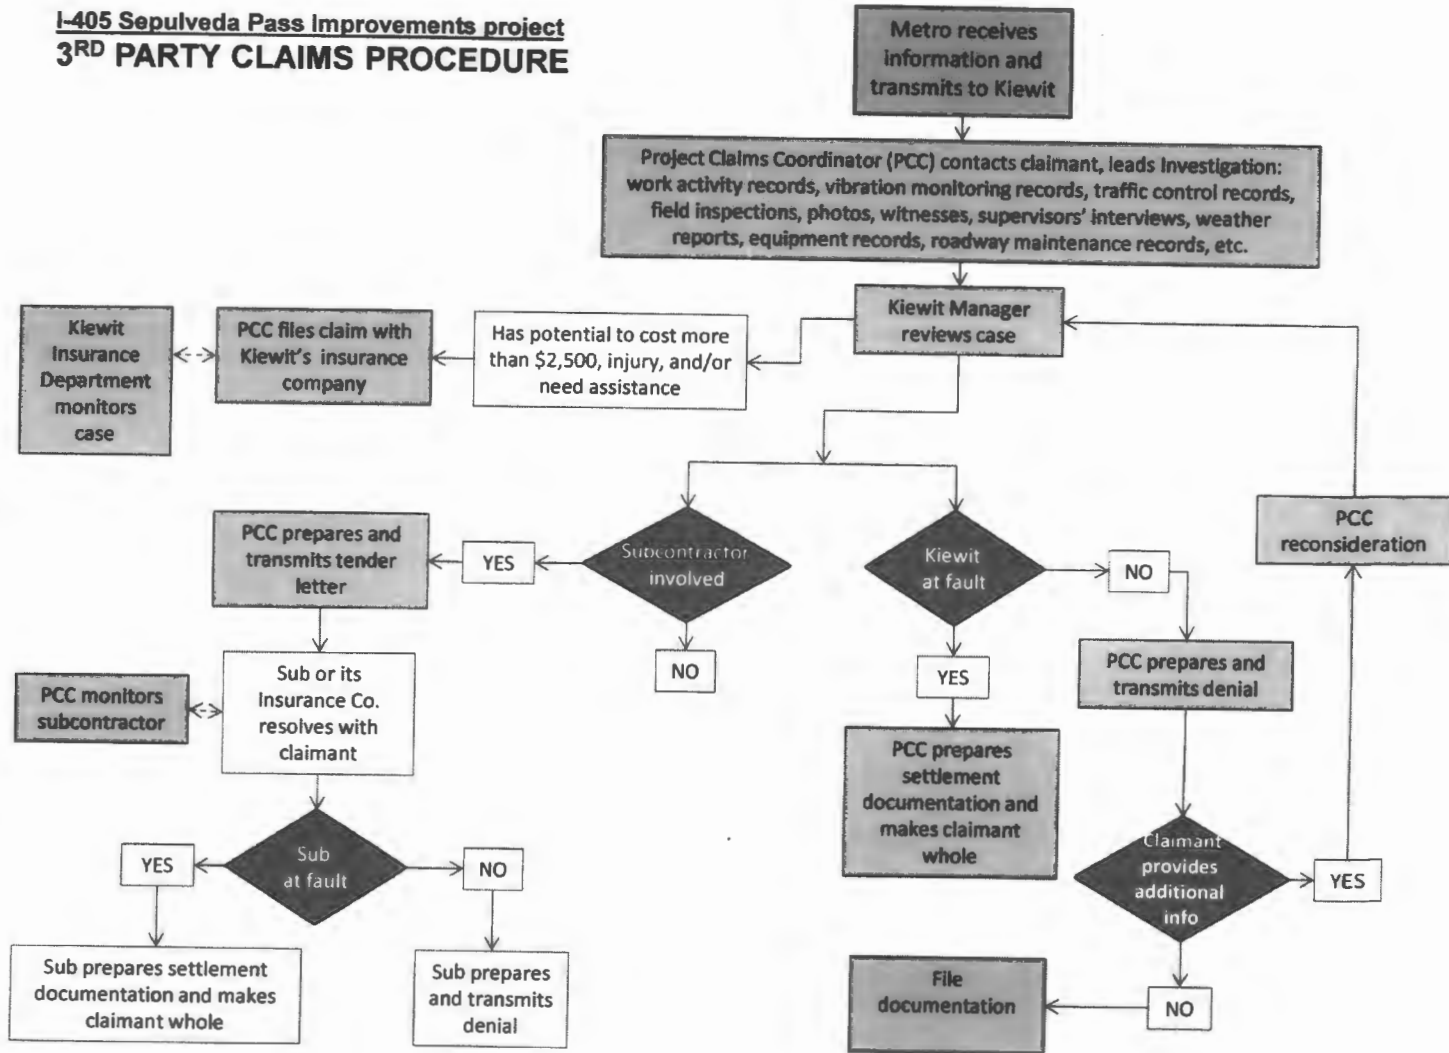 I-405 Sepulveda Pass Improvements project
3RD PARTY CLAIMS PROCEDURE
Metro receives
information and
transmits to Kiewit
Project Claims Coordinator (PCC) contacts claimant, leads Investigation:
work activity records, vibration monitoring records, traffic control records,
field inspections, photos, witnesses, supervisors' interviews, weather
reports, equipment records, roadway maintenance records, etc.
Kiewit Manager
reviews case
Has potential to cost more
than $2,500, injury, and/or
need assistance
PCC files claim with
Kiewit's insurance
company
Kiewit
Insurance
Department
monitors
case
Subcontractor
involved
YES
PCC prepares and
transmits tender
letter
NO
Sub or its
Insurance Co.
resolves with
claimant
PCC monitors
subcontractor
Sub
at fault
YES
NO
Sub prepares settlement
documentation and makes
claimant whole
Sub prepares
and transmits
denial
Kiewit
at fault
NO
YES
PCC prepares
settlement
documentation and
makes claimant
whole
PCC prepares and
transmits denial
Claimant
provides
additional
info
YES
PCC
reconsideration
NO
File
documentation